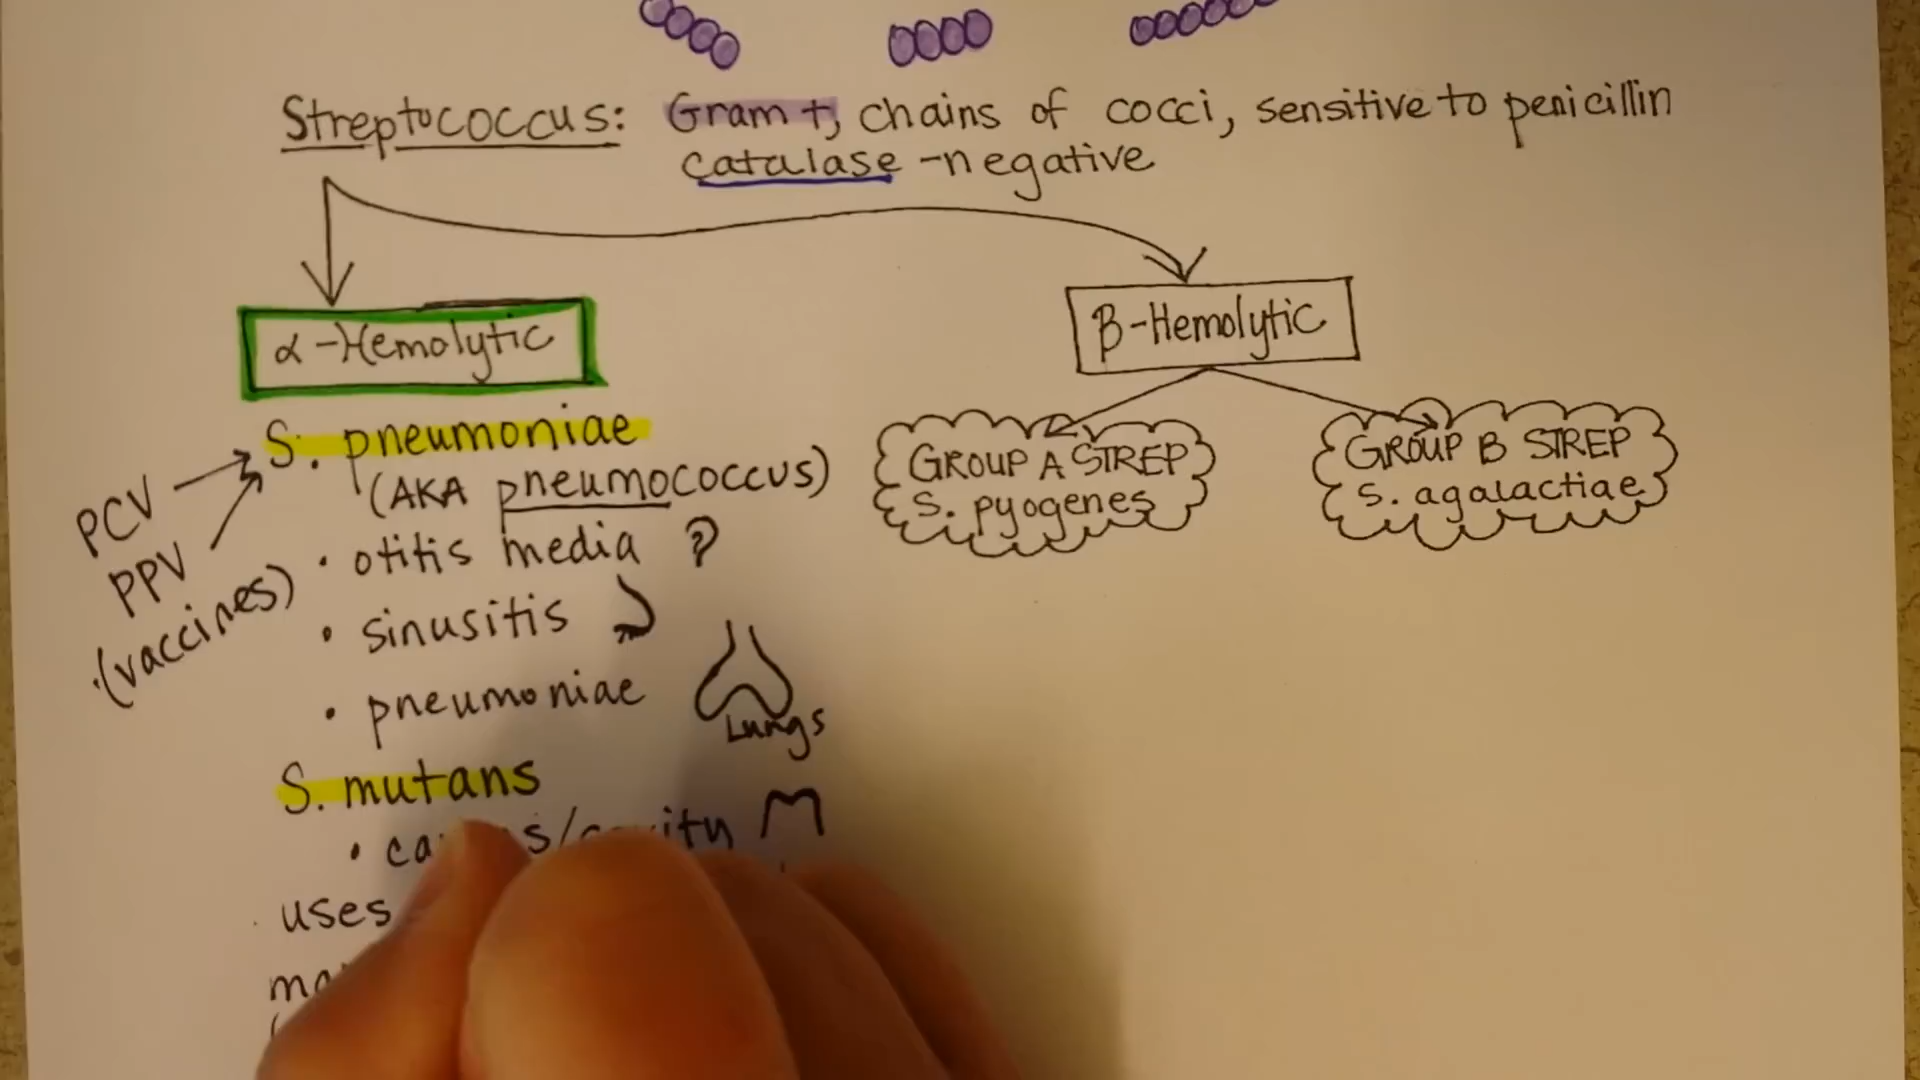 Streptococcus: Gram +, chains of cocci, sensitive to penicillin
catalase -negative
α-Hemolytic
S. pneumoniae
(AKA pneumococcus)
PCV
PPV
(vaccines)
• otitis media
• sinusitis
• pneumoniae
Lungs
S. mutans
uses
β-Hemolytic
GROUP A STREP
S. pyogenes
GROUP B STREP
S. agalactiae